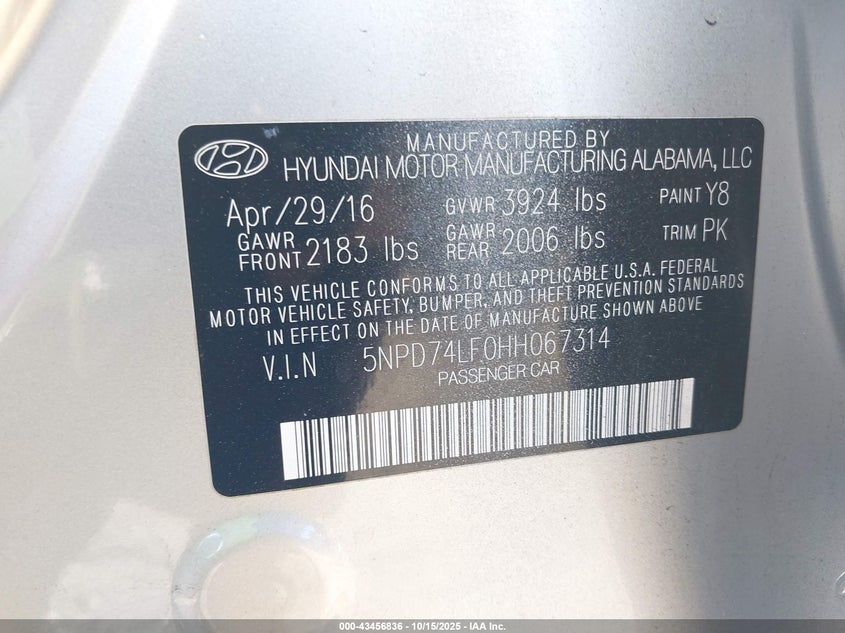 MANUFACTURED BY
HYUNDAI MOTOR MANUFACTURING ALABAMA, LLC
Apr/29/16 GVWR 3924 lbs PAINT Y8
GAWR FRONT 2183 lbs GAWR REAR 2006 lbs TRIM PK
THIS VEHICLE CONFORMS TO ALL APPLICABLE U.S.A. FEDERAL
MOTOR VEHICLE SAFETY, BUMPER, AND THEFT PREVENTION STANDARDS
IN EFFECT ON THE DATE OF MANUFACTURE SHOWN ABOVE
V.I.N 5NPD74LF0HH067314
PASSENGER CAR
000-43456836 - 10/15/2025 - IAA Inc.